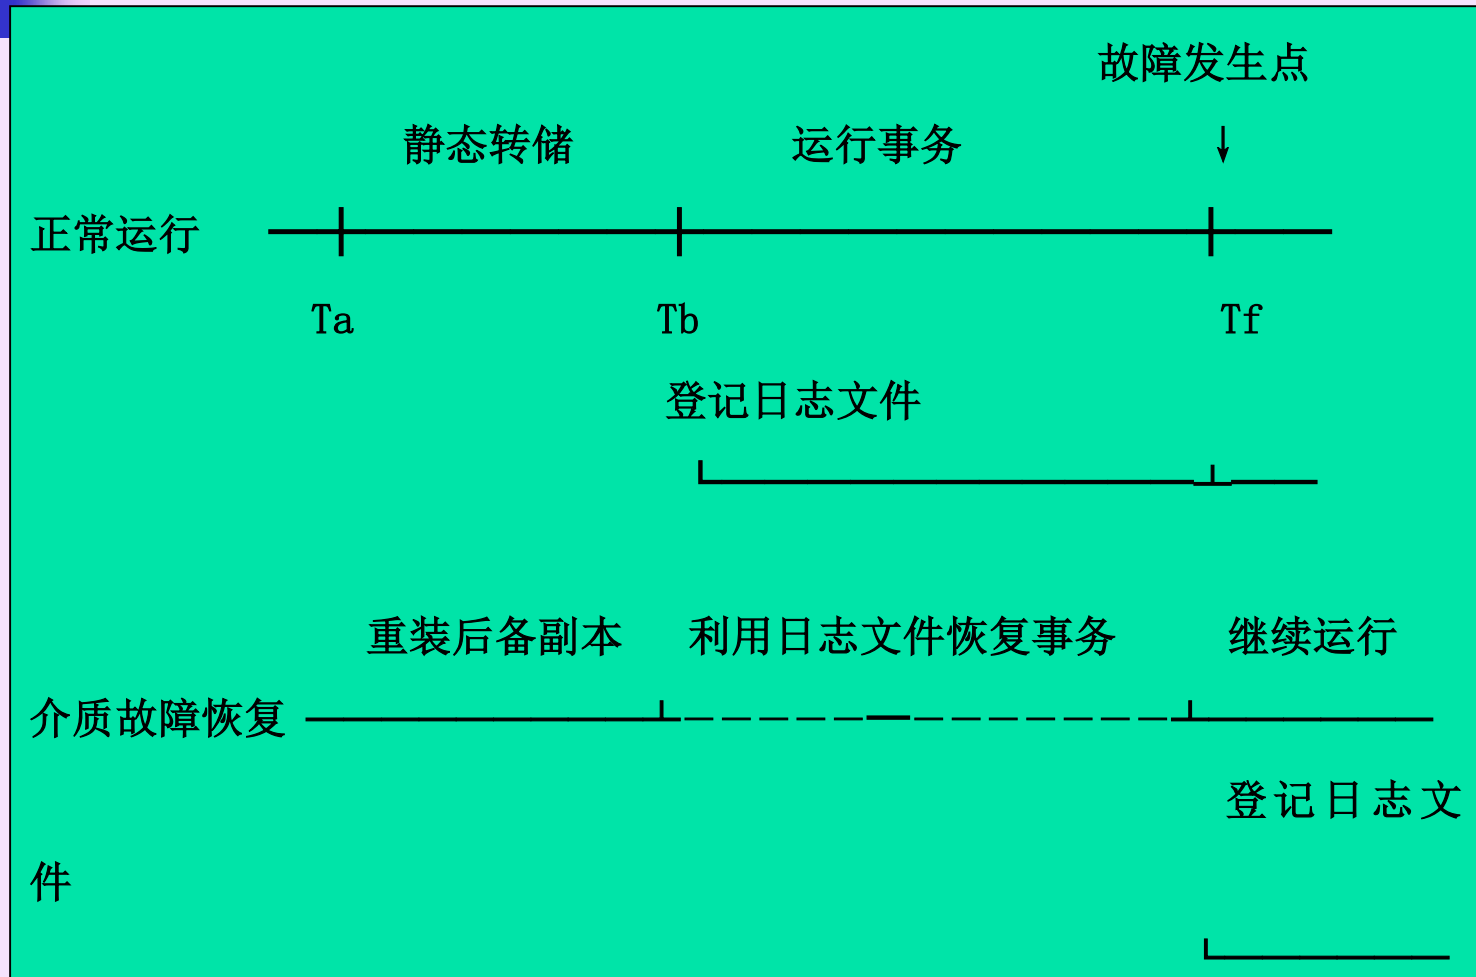 故障发生点
静态转储 运行事务 ↓
正常运行
Ta Tb Tf
登记日志文件
重装后备副本 利用日志文件恢复事务 继续运行
介质故障恢复
登记日志文
件